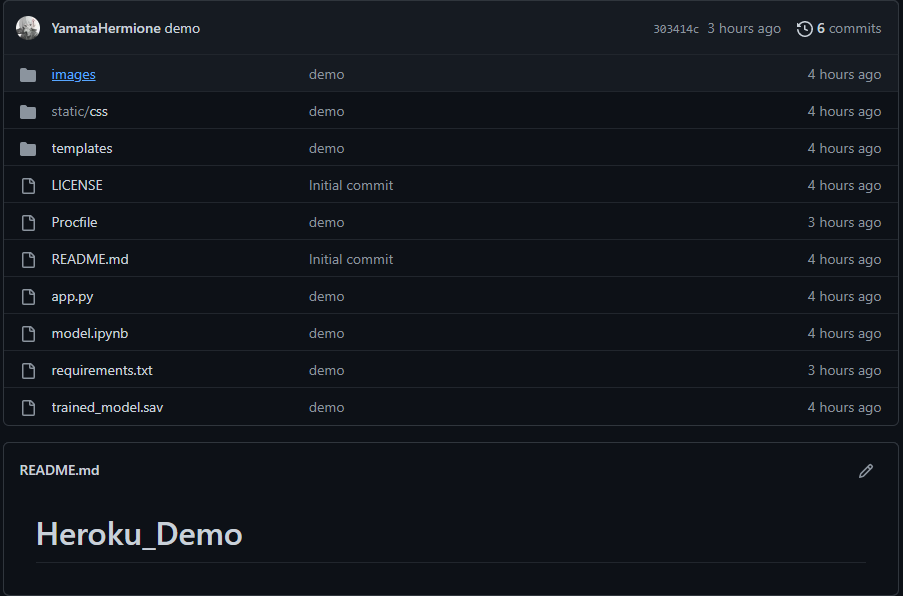 YamataHermione demo 303414c 3 hours ago 6 commits
images demo 4 hours ago
static/css demo 4 hours ago
templates demo 4 hours ago
LICENSE Initial commit 4 hours ago
Procfile demo 3 hours ago
README.md Initial commit 4 hours ago
app.py demo 4 hours ago
model.ipynb demo 4 hours ago
requirements.txt demo 3 hours ago
trained_model.sav demo 4 hours ago
README.md
Heroku_Demo